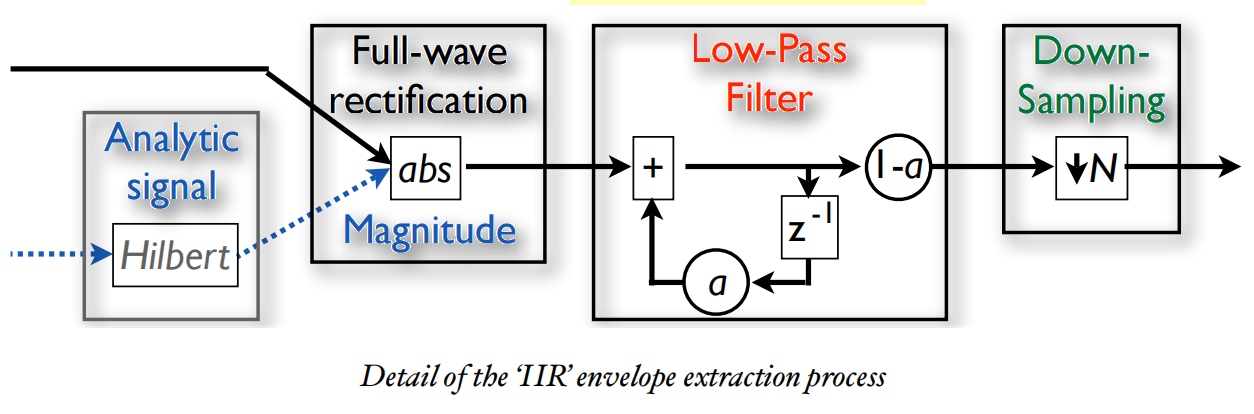 Analytic
signal
Hilbert
Full-wave
rectification
abs
Magnitude
Low-Pass
Filter
+
1-a
z⁻¹
a
Down-
Sampling
↓N
Detail of the ‘IIR’ envelope extraction process